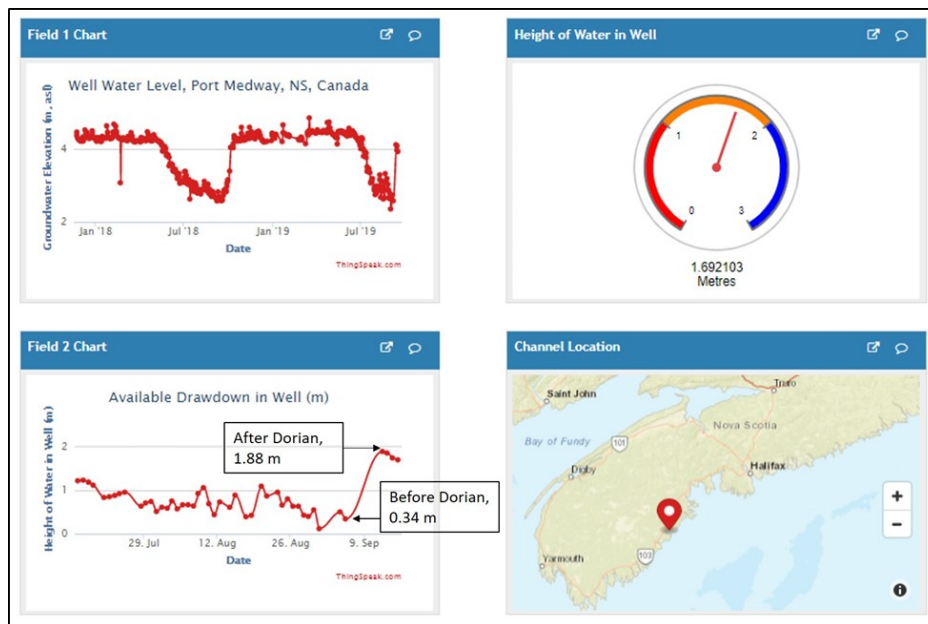 Field 1 Chart
Well Water Level, Port Medway, NS, Canada
Groundwater Elevation (m, asl)
4
2
Jan '18
Jul '18
Jan '19
Jul '19
Date
ThingSpeak.com
Height of Water in Well
0
1
2
3
1.692103
Metres
Field 2 Chart
Available Drawdown in Well (m)
Height of Water in Well (m)
2
1
0
After Dorian,
1.88 m
Before Dorian,
0.34 m
29. Jul
12. Aug
26. Aug
9. Sep
Date
ThingSpeak.com
Channel Location
Saint John
Truro
Nova Scotia
Bay of Fundy
101
Digby
Halifax
103
Yarmouth
+
−
i